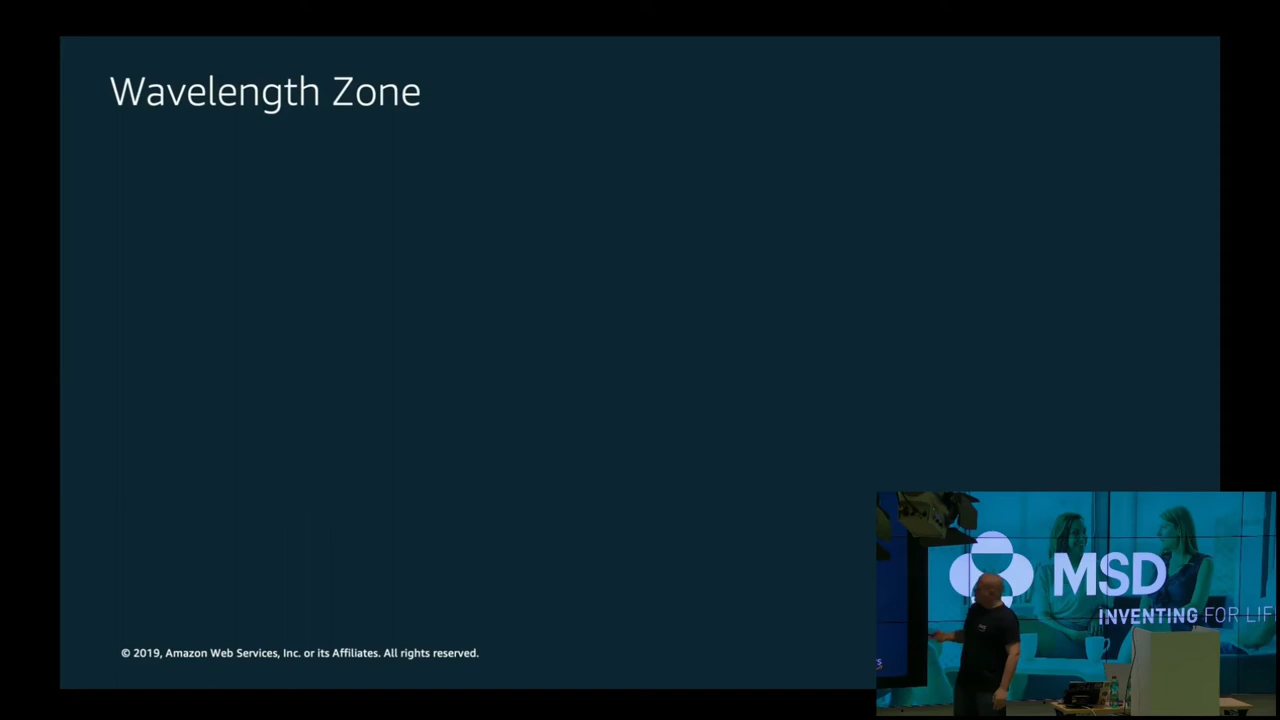 Wavelength Zone
© 2019, Amazon Web Services, Inc. or its Affiliates. All rights reserved.
MSD
INVENTING FOR LIF